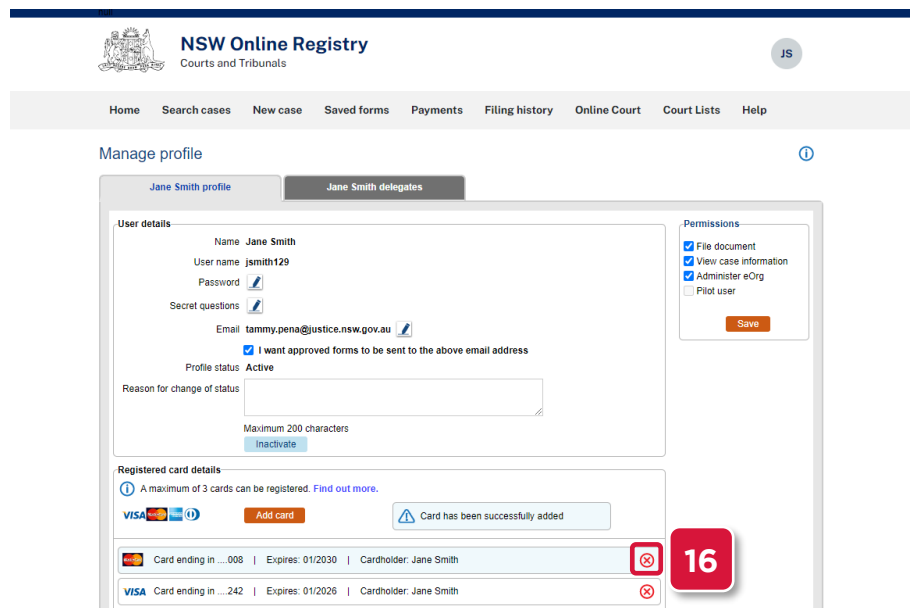 NSW Online Registry
Courts and Tribunals
JS
Home Search cases New case Saved forms Payments Filing history Online Court Court Lists Help
Manage profile
Jane Smith profile Jane Smith delegates
User details
Name Jane Smith
User name jsmith129
Password
Secret questions
Email tammy.pena@justice.nsw.gov.au
I want approved forms to be sent to the above email address
Profile status Active
Reason for change of status
Maximum 200 characters
Inactivate
Permissions
File document
View case information
Administer eOrg
Pilot user
Save
Registered card details
A maximum of 3 cards can be registered. Find out more.
VISA Add card Card has been successfully added
Card ending in ....008 | Expires: 01/2030 | Cardholder: Jane Smith
16
VISA Card ending in ....242 | Expires: 01/2026 | Cardholder: Jane Smith